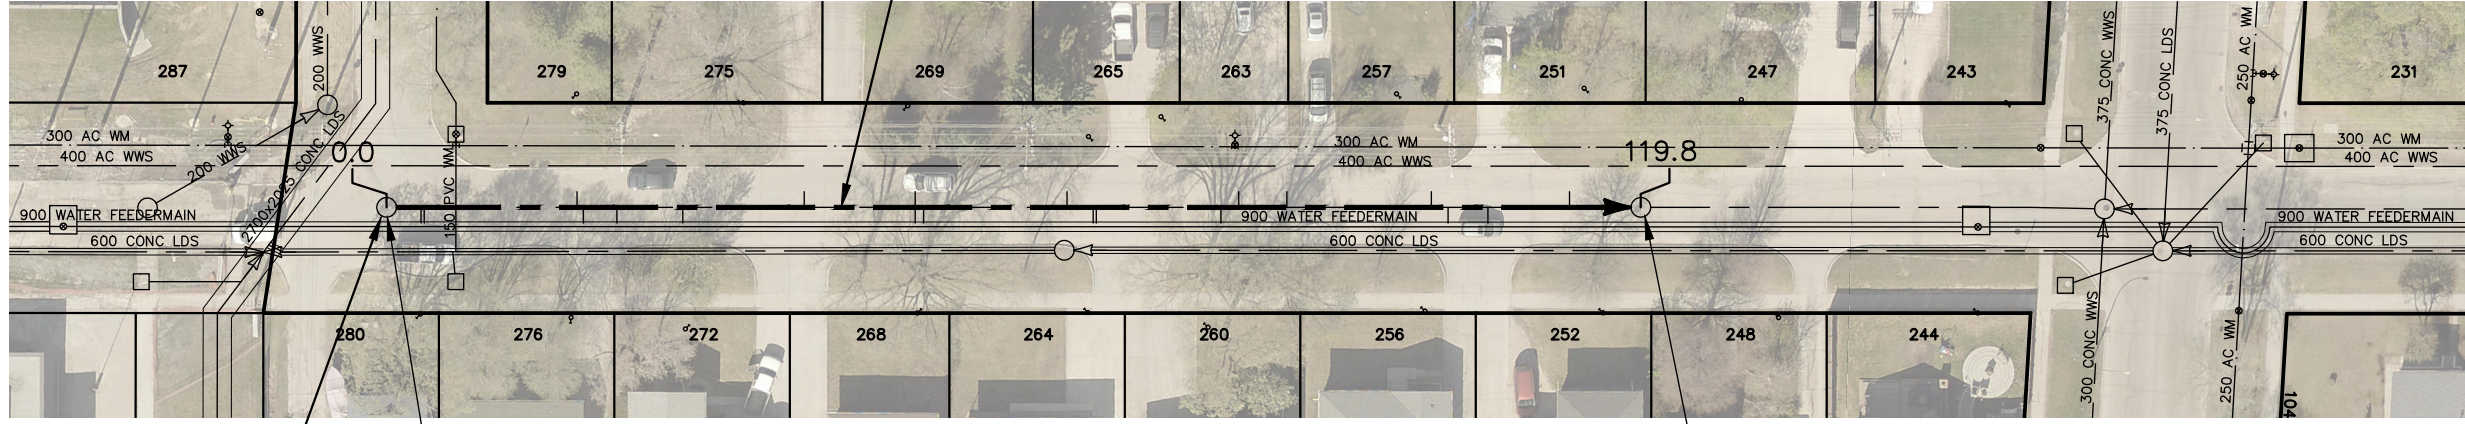 287
279
275
269
265
263
257
251
247
243
231
200 WWS
375 CONC WWS
375 CONC LDS
250 AC WM
300 AC WM
400 AC WWS
200 WWS
2700x2025 CONC LDS
0.0
150 PVC WM
300 AC WM
400 AC WWS
119.8
300 AC WM
400 AC WWS
900 WATER FEEDERMAIN
600 CONC LDS
900 WATER FEEDERMAIN
600 CONC LDS
900 WATER FEEDERMAIN
600 CONC LDS
280
276
272
268
264
260
256
252
248
244
300 CONC WWS
250 AC WM
104